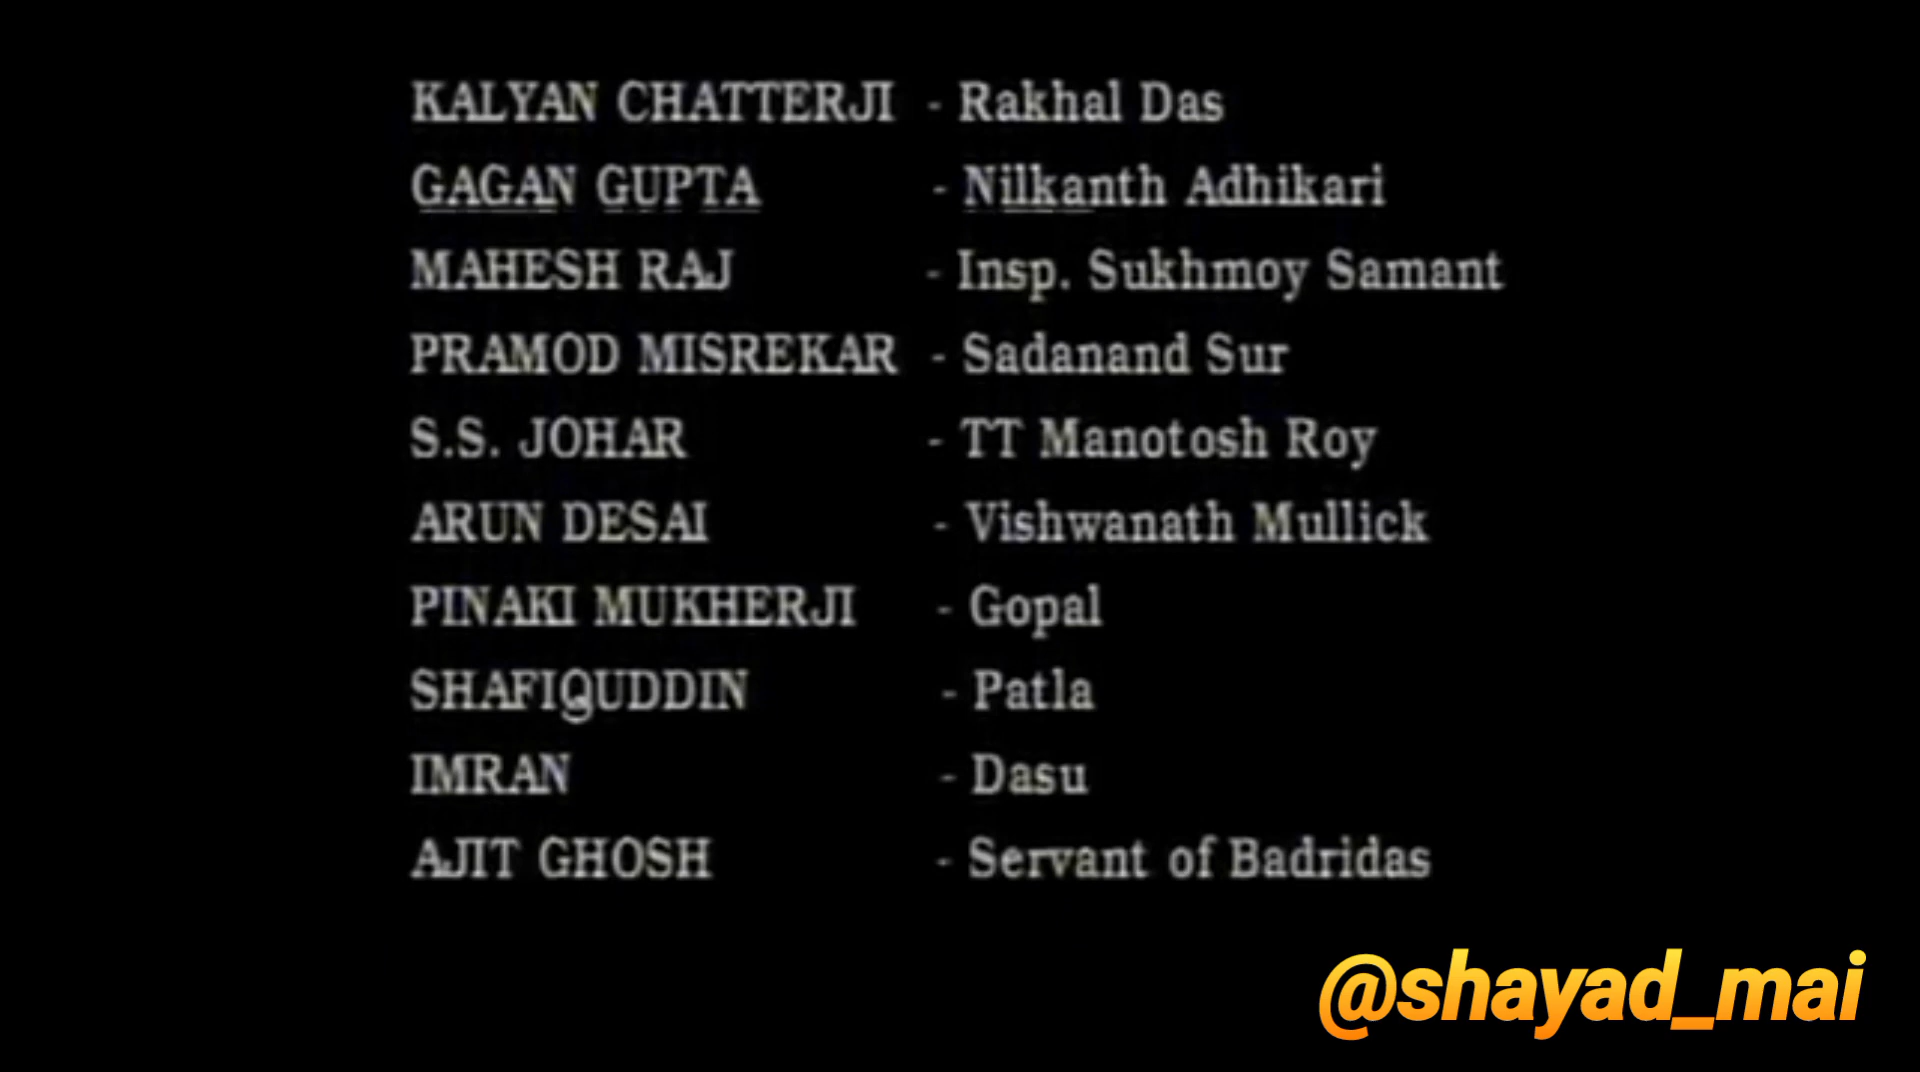 KALYAN CHATTERJI - Rakhal Das
GAGAN GUPTA - Nilkanth Adhikari
MAHESH RAJ - Insp. Sukhmoy Samant
PRAMOD MISREKAR - Sadanand Sur
S.S. JOHAR - TT Manotosh Roy
ARUN DESAI - Vishwanath Mullick
PINAKI MUKHERJI - Gopal
SHAFIQUDDIN - Patla
IMRAN - Dasu
AJIT GHOSH - Servant of Badridas
@shayad_mai